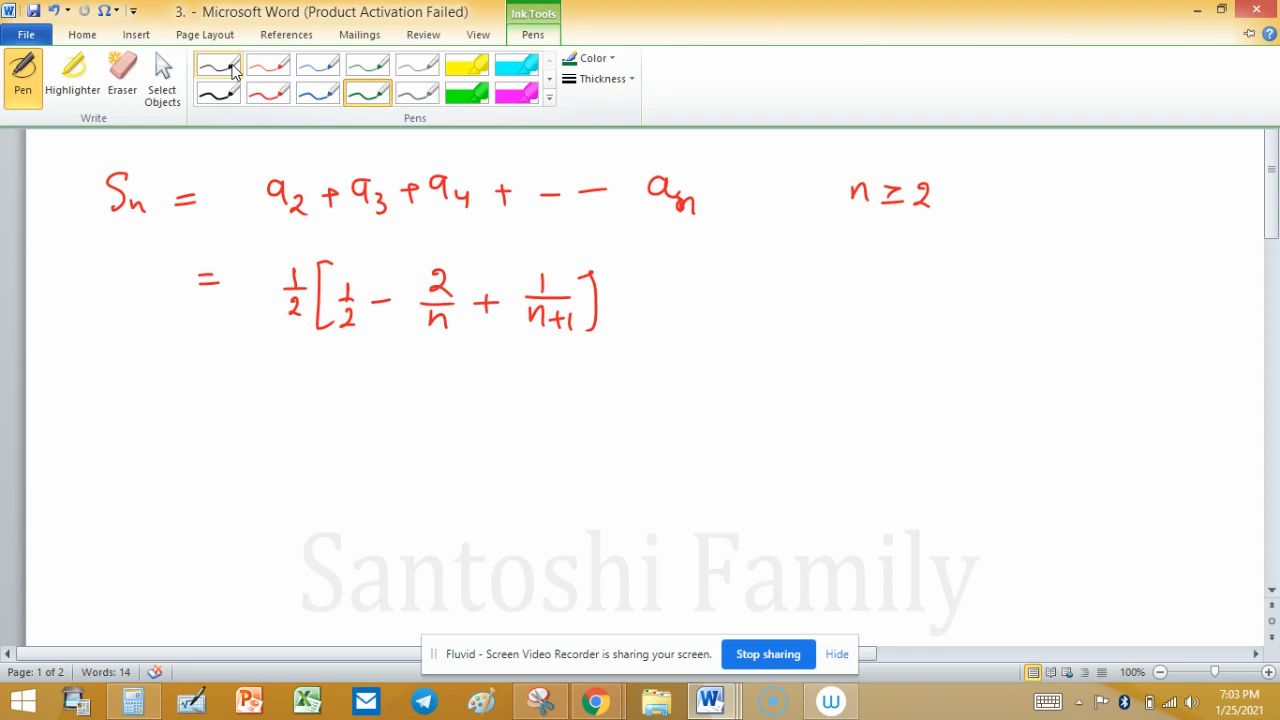 3. - Microsoft Word (Product Activation Failed)
Ink Tools
File Home Insert Page Layout References Mailings Review View Pens
Pen Highlighter Eraser Select Objects
Color
Thickness
Write
Pens
Sₙ = a₂ + a₃ + a₄ + - - aₙ n ≥ 2
= 1/2 [ 1/2 - 2/n + 1/(n+1) ]
Santoshi Family
Fluvid - Screen Video Recorder is sharing your screen. Stop sharing Hide
Page: 1 of 2 Words: 14 100%
7:03 PM
1/25/2021